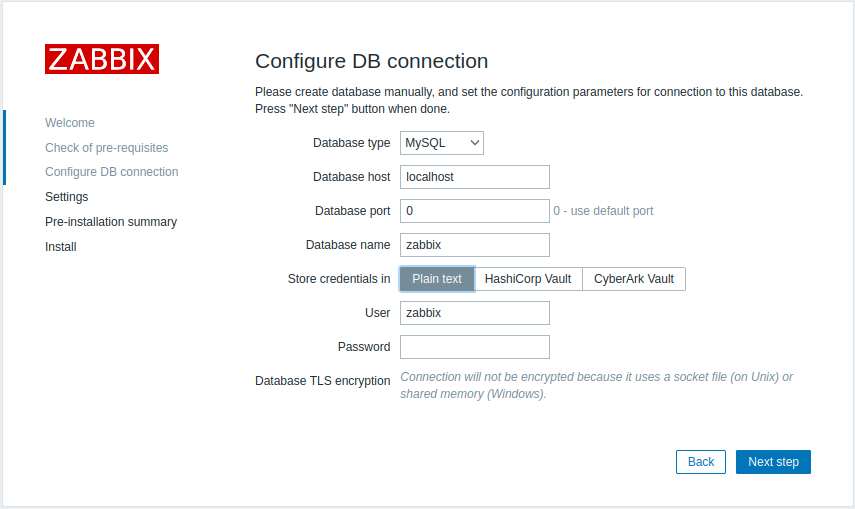 ZABBIX
Welcome
Check of pre-requisites
Configure DB connection
Settings
Pre-installation summary
Install
Configure DB connection
Please create database manually, and set the configuration parameters for connection to this database.
Press "Next step" button when done.
Database type MySQL
Database host localhost
Database port 0 0 - use default port
Database name zabbix
Store credentials in Plain text HashiCorp Vault CyberArk Vault
User zabbix
Password
Database TLS encryption Connection will not be encrypted because it uses a socket file (on Unix) or
shared memory (Windows).
Back Next step